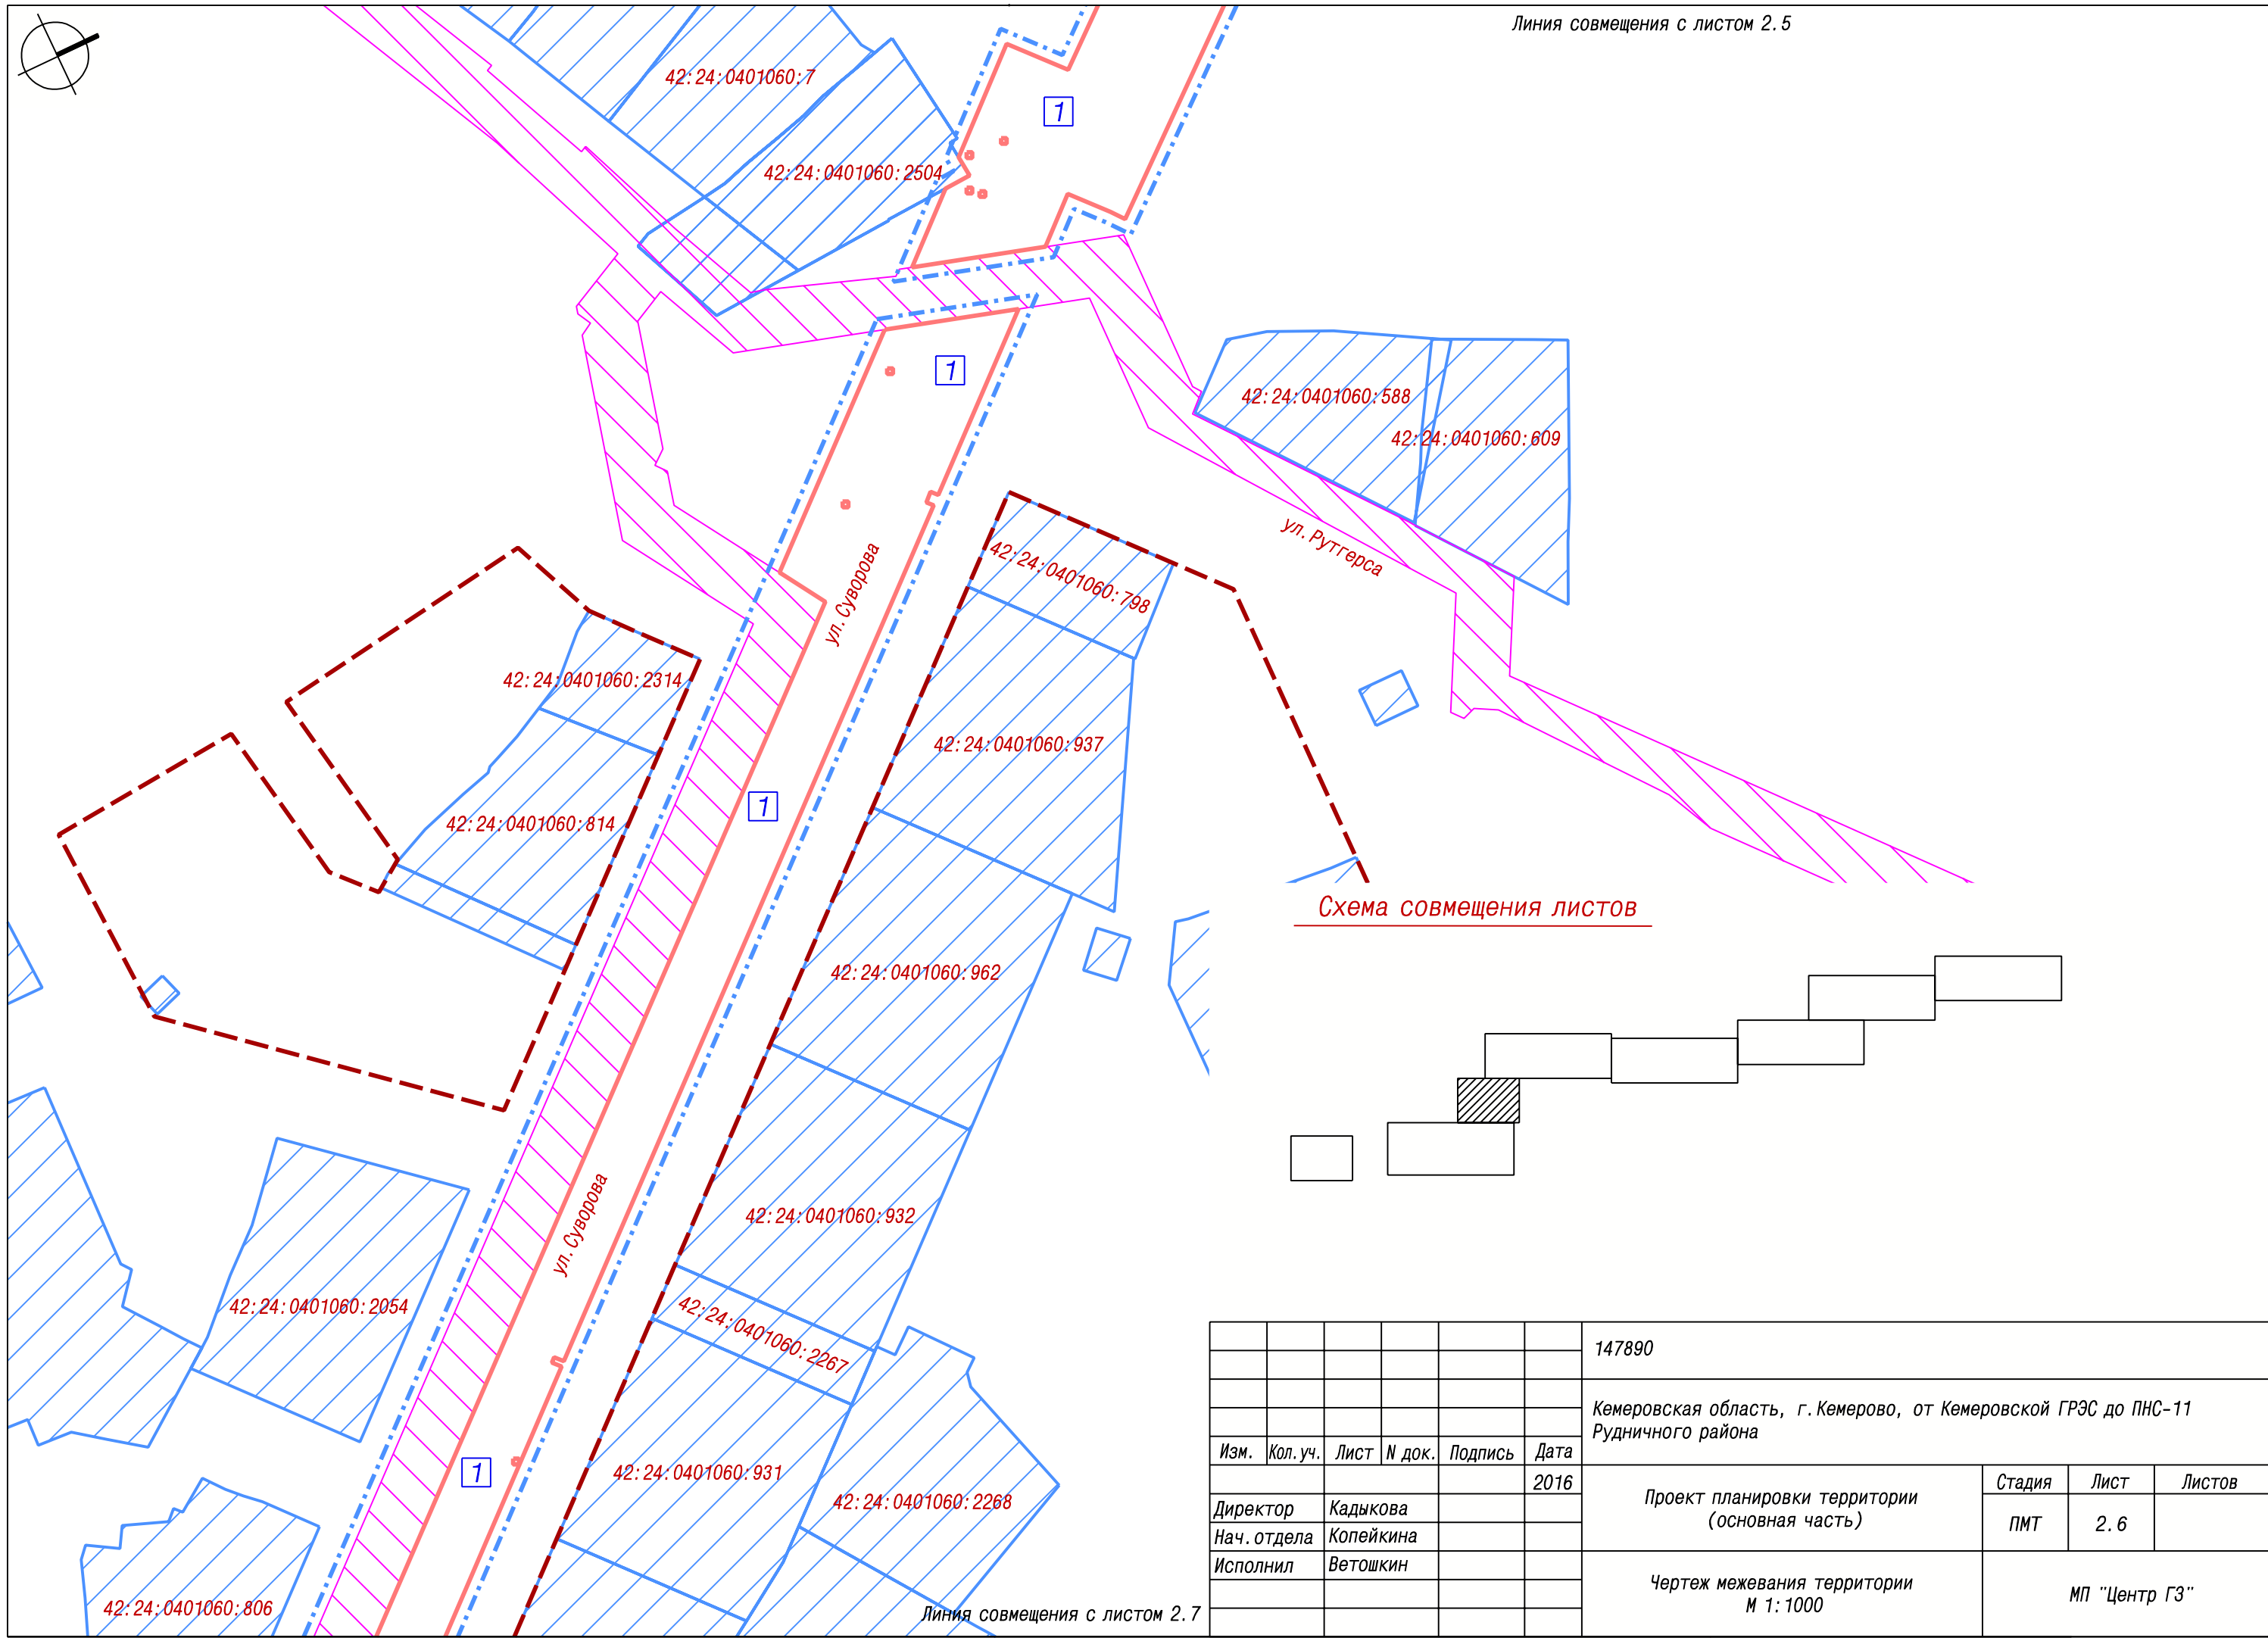 Линия совмещения с листом 2.5
42:24:0401060:7
1
42:24:0401060:2504
1
42:24:0401060:588
42:24:0401060:609
ул. Рутгерса
42:24:0401060:798
ул. Суворова
42:24:0401060:2314
42:24:0401060:937
1
42:24:0401060:814
Схема совмещения листов
42:24:0401060:962
42:24:0401060:932
ул. Суворова
42:24:0401060:2054
42:24:0401060:2267
1
42:24:0401060:931
42:24:0401060:2268
42:24:0401060:806
Линия совмещения с листом 2.7
147890
Кемеровская область, г.Кемерово, от Кемеровской ГРЭС до ПНС-11
Рудничного района
Изм. Кол.уч. Лист N док. Подпись Дата
2016
Директор Кадыкова
Нач.отдела Копейкина
Исполнил Ветошкин
Проект планировки территории
(основная часть)
Стадия Лист Листов
ПМТ 2.6
Чертеж межевания территории
М 1:1000
МП "Центр ГЗ"